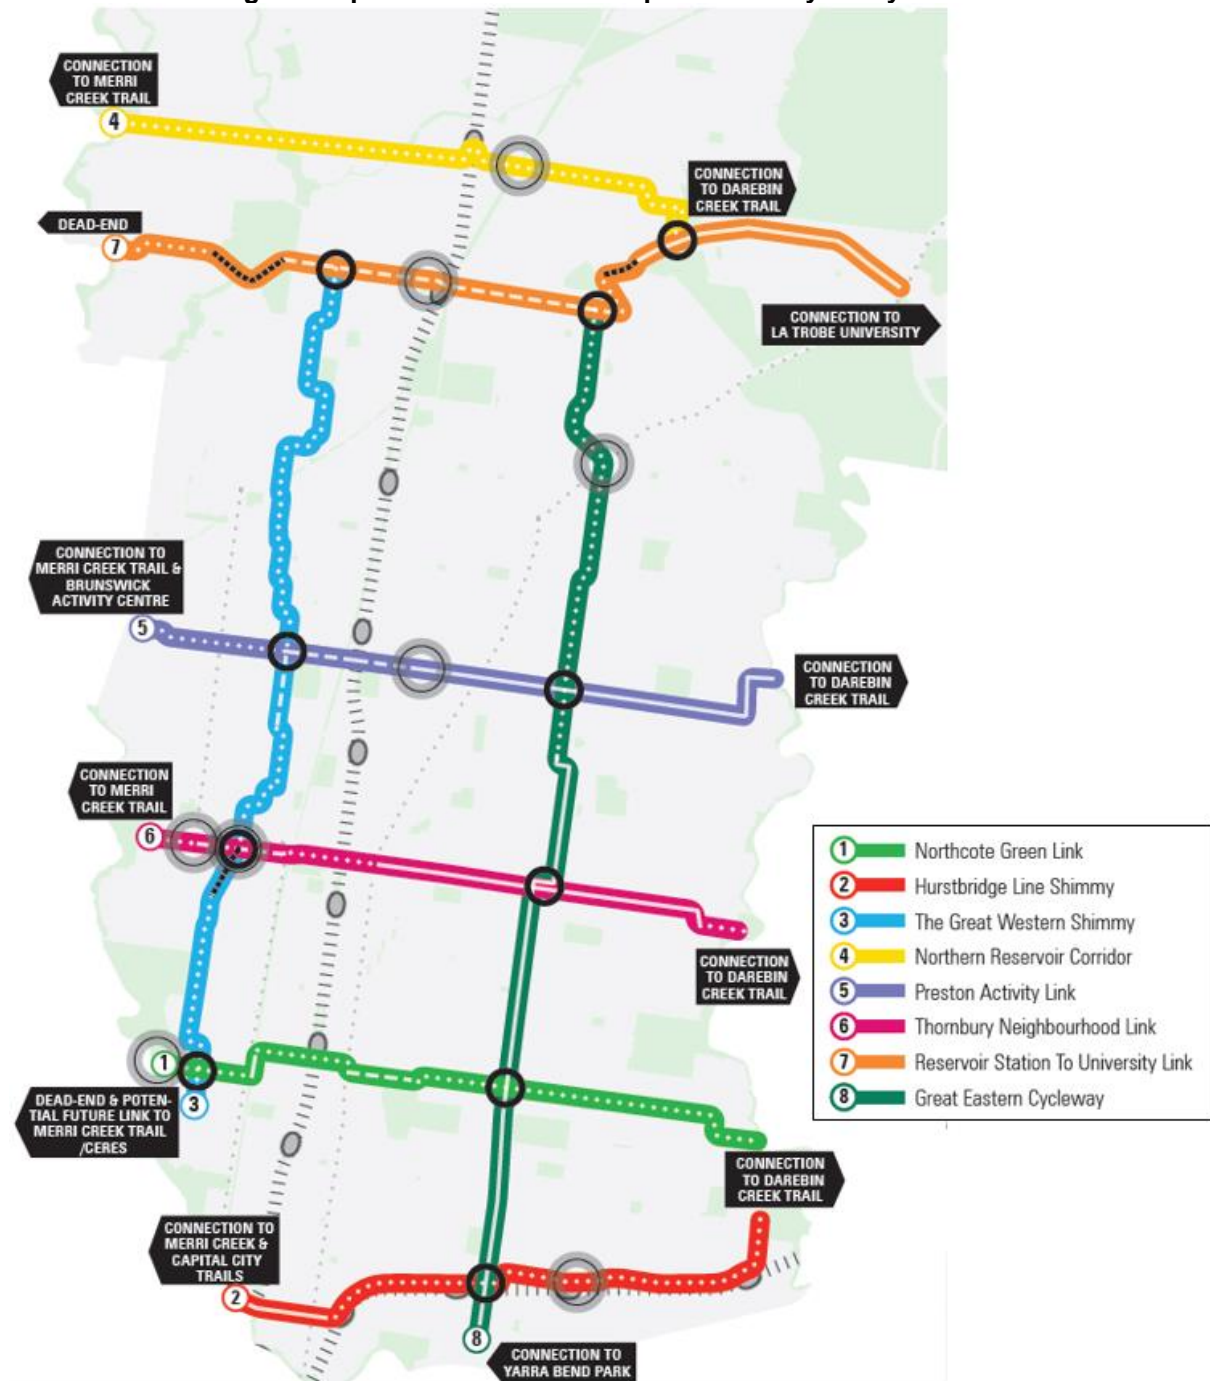 CONNECTION
TO MERRI
CREEK TRAIL
4
CONNECTION
TO DAREBIN
CREEK TRAIL
DEAD-END
7
CONNECTION TO
LA TROBE UNIVERSITY
CONNECTION TO
MERRI CREEK TRAIL &
BRUNSWICK
ACTIVITY CENTRE
5
CONNECTION
TO DAREBIN
CREEK TRAIL
CONNECTION
TO MERRI
CREEK TRAIL
6
CONNECTION
TO DAREBIN
CREEK TRAIL
1 Northcote Green Link
2 Hurstbridge Line Shimmy
3 The Great Western Shimmy
4 Northern Reservoir Corridor
5 Preston Activity Link
6 Thornbury Neighbourhood Link
7 Reservoir Station To University Link
8 Great Eastern Cycleway
1
3
DEAD-END & POTEN-
TIAL FUTURE LINK TO
MERRI CREEK TRAIL
/CERES
CONNECTION
TO DAREBIN
CREEK TRAIL
CONNECTION TO
MERRI CREEK &
CAPITAL CITY
TRAILS
2
8
CONNECTION TO
YARRA BEND PARK